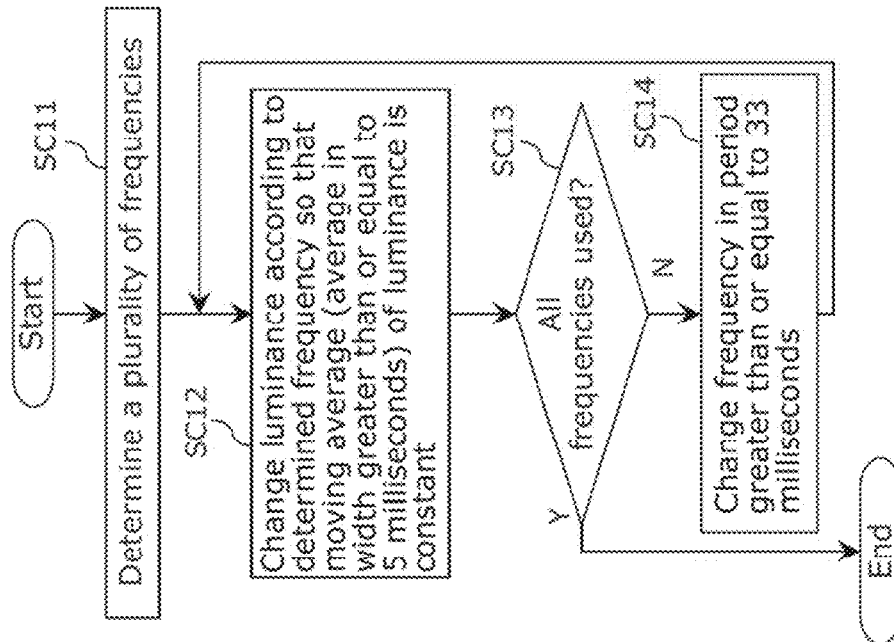 Start
SC11
Determine a plurality of frequencies
SC12
Change luminance according to
determined frequency so that
moving average (average in
width greater than or equal to
5 milliseconds) of luminance is
constant
SC13
All
frequencies used?
Y
N
SC14
Change frequency in period
greater than or equal to 33
milliseconds
End